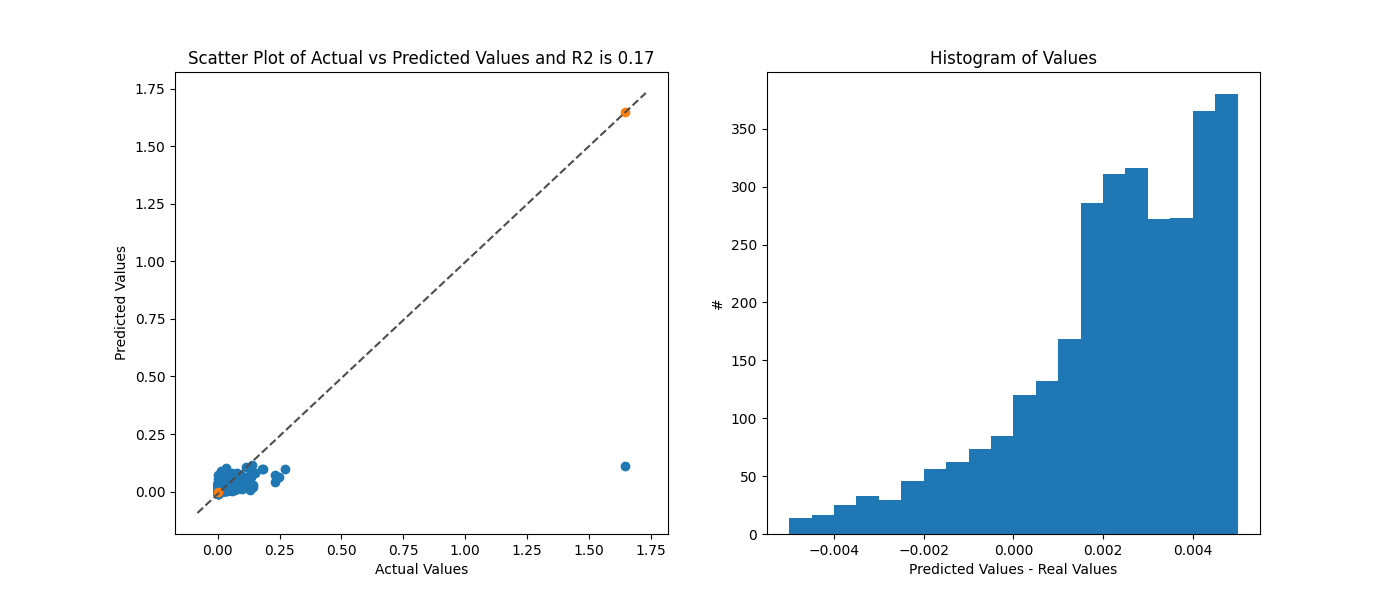 Scatter Plot of Actual vs Predicted Values and R2 is 0.17
1.75
1.50
1.25
1.00
0.75
0.50
0.25
0.00
Predicted Values
0.00 0.25 0.50 0.75 1.00 1.25 1.50 1.75
Actual Values
Histogram of Values
350
300
250
200
150
100
50
0
#
−0.004 −0.002 0.000 0.002 0.004
Predicted Values - Real Values